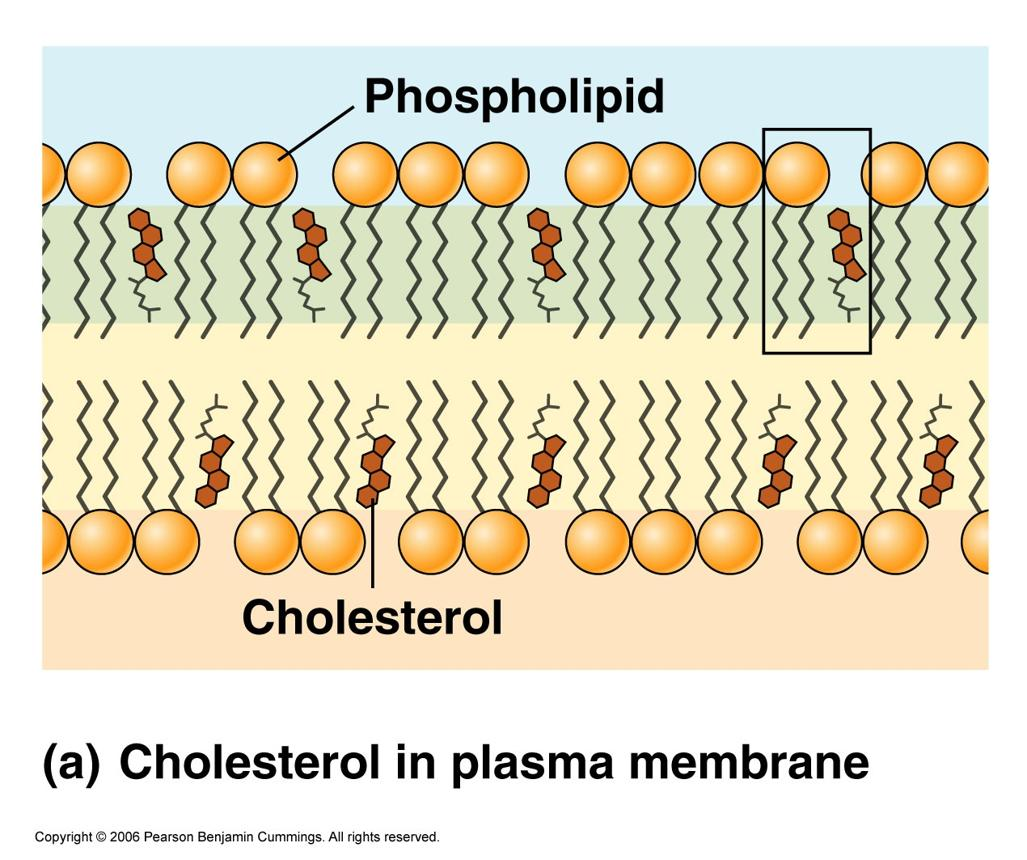 Phospholipid
Cholesterol
(a) Cholesterol in plasma membrane
Copyright © 2006 Pearson Benjamin Cummings. All rights reserved.